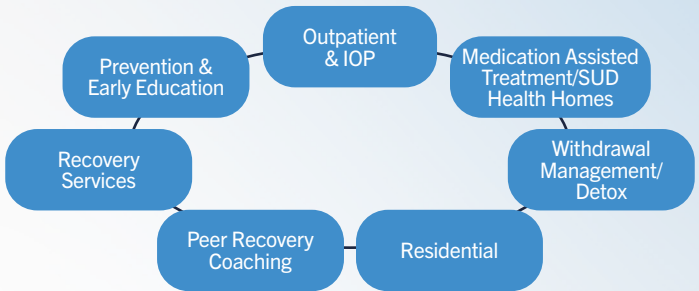 Outpatient
& IOP
Medication Assisted
Treatment/SUD
Health Homes
Withdrawal
Management/
Detox
Residential
Peer Recovery
Coaching
Recovery
Services
Prevention &
Early Education